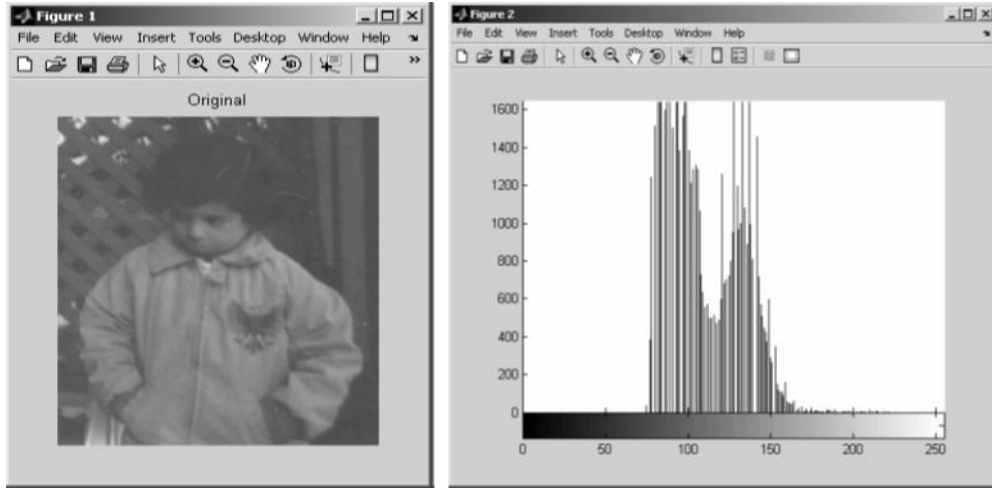 Figure 1
File Edit View Insert Tools Desktop Window Help
Original
Figure 2
File Edit View Insert Tools Desktop Window Help
1600
1400
1200
1000
800
600
400
200
0
0 50 100 150 200 250